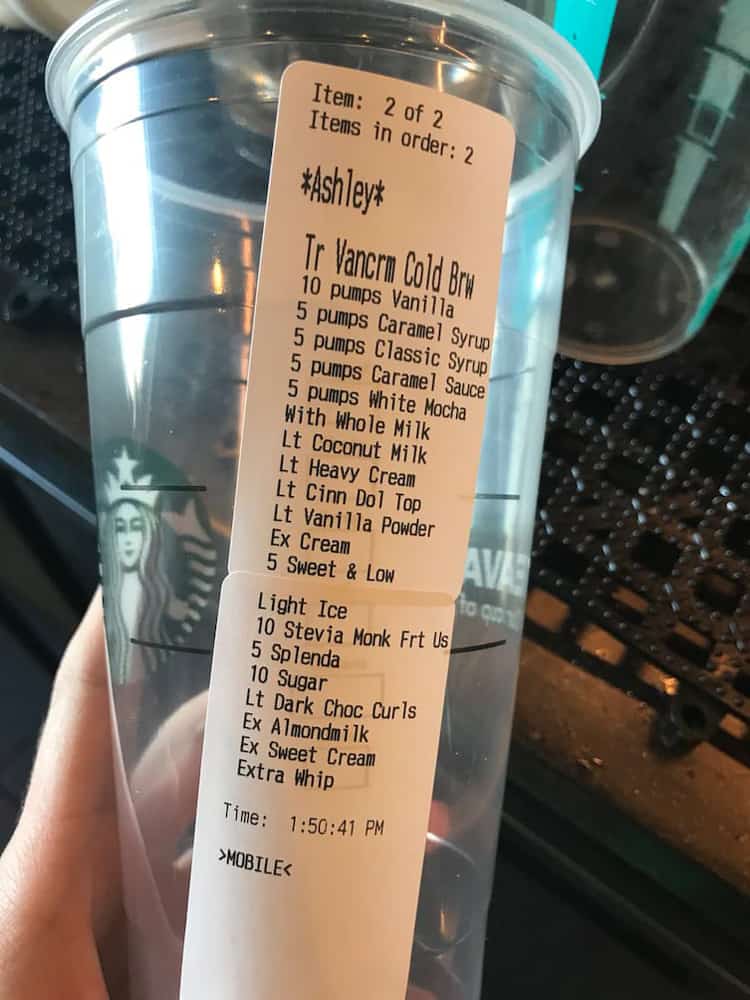 Item: 2 of 2
Items in order: 2
*Ashley*
Tr Vancrm Cold Brw
10 pumps Vanilla
5 pumps Caramel Syrup
5 pumps Classic Syrup
5 pumps Caramel Sauce
5 pumps White Mocha
With Whole Milk
Lt Coconut Milk
Lt Heavy Cream
Lt Cinn Dol Top
Lt Vanilla Powder
Ex Cream
5 Sweet & Low
Light Ice
10 Stevia Monk Frt Us
5 Splenda
10 Sugar
Lt Dark Choc Curls
Ex Almondmilk
Ex Sweet Cream
Extra Whip
Time: 1:50:41 PM
>MOBILE<